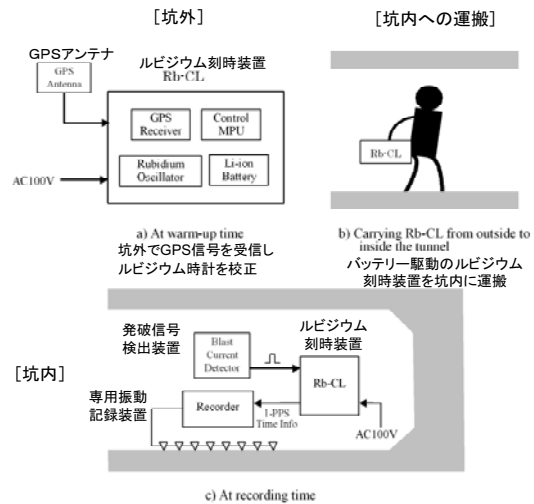 [坑外]
[坑内への運搬]
GPSアンテナ
GPS
Antenna
ルビジウム刻時装置
Rb-CL
GPS
Receiver
Control
MPU
Rubidium
Oscillator
Li-ion
Battery
AC100V
Rb-CL
a) At warm-up time
坑外でGPS信号を受信し
ルビジウム時計を校正
b) Carrying Rb-CL from outside to
inside the tunnel
バッテリー駆動のルビジウム
刻時装置を坑内に運搬
[坑内]
発破信号
検出装置
Blast
Current
Detector
ルビジウム
刻時装置
Rb-CL
専用振動
記録装置
Recorder
1-PPS
Time Info
AC100V
c) At recording time